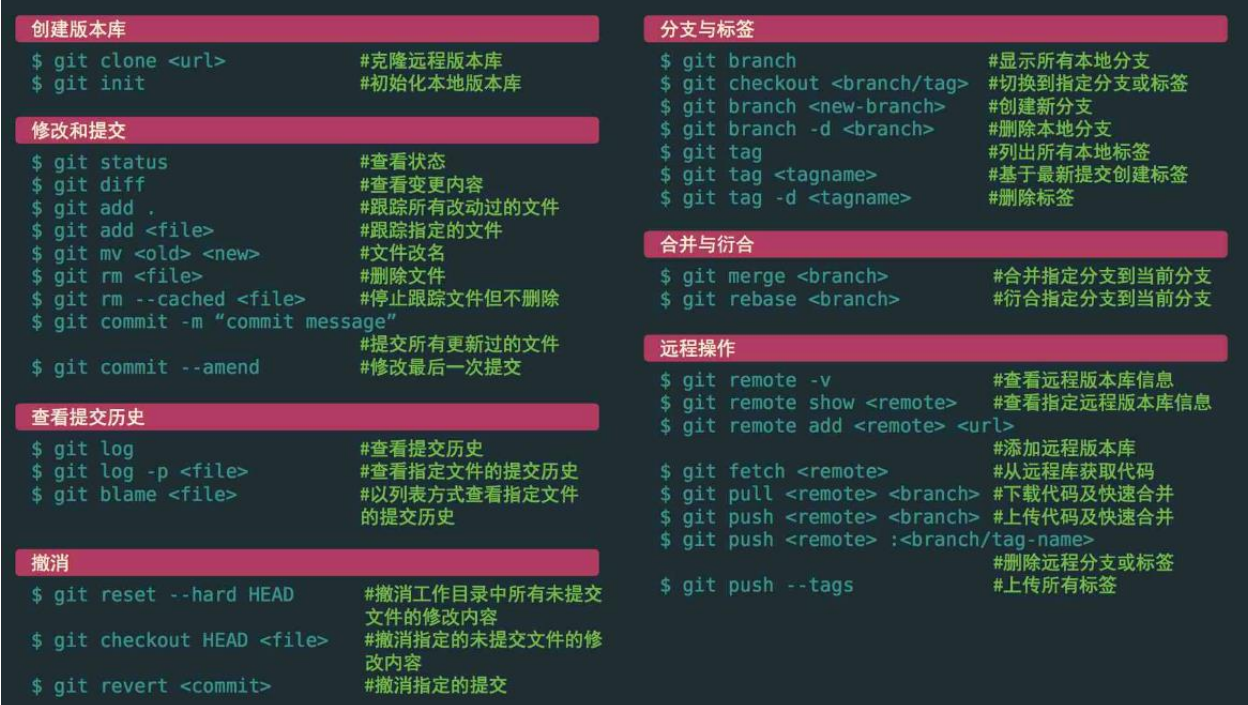 创建版本库
$ git clone <url> #克隆远程版本库
$ git init #初始化本地版本库
修改和提交
$ git status #查看状态
$ git diff #查看变更内容
$ git add . #跟踪所有改动过的文件
$ git add <file> #跟踪指定的文件
$ git mv <old> <new> #文件改名
$ git rm <file> #删除文件
$ git rm --cached <file> #停止跟踪文件但不删除
$ git commit -m “commit message”
#提交所有更新过的文件
$ git commit --amend #修改最后一次提交
查看提交历史
$ git log #查看提交历史
$ git log -p <file> #查看指定文件的提交历史
$ git blame <file> #以列表方式查看指定文件
的提交历史
撤消
$ git reset --hard HEAD #撤消工作目录中所有未提交
文件的修改内容
$ git checkout HEAD <file> #撤消指定的未提交文件的修
改内容
$ git revert <commit> #撤消指定的提交
分支与标签
$ git branch #显示所有本地分支
$ git checkout <branch/tag> #切换到指定分支或标签
$ git branch <new-branch> #创建新分支
$ git branch -d <branch> #删除本地分支
$ git tag #列出所有本地标签
$ git tag <tagname> #基于最新提交创建标签
$ git tag -d <tagname> #删除标签
合并与衍合
$ git merge <branch> #合并指定分支到当前分支
$ git rebase <branch> #衍合指定分支到当前分支
远程操作
$ git remote -v #查看远程版本库信息
$ git remote show <remote> #查看指定远程版本库信息
$ git remote add <remote> <url>
#添加远程版本库
$ git fetch <remote> #从远程库获取代码
$ git pull <remote> <branch> #下载代码及快速合并
$ git push <remote> <branch> #上传代码及快速合并
$ git push <remote> :<branch/tag-name>
#删除远程分支或标签
$ git push --tags #上传所有标签